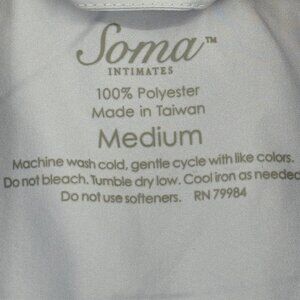 Soma™
INTIMATES
100% Polyester
Made in Taiwan
Medium
Machine wash cold, gentle cycle with like colors.
Do not bleach. Tumble dry low. Cool iron as needed
Do not use softeners. RN 79984